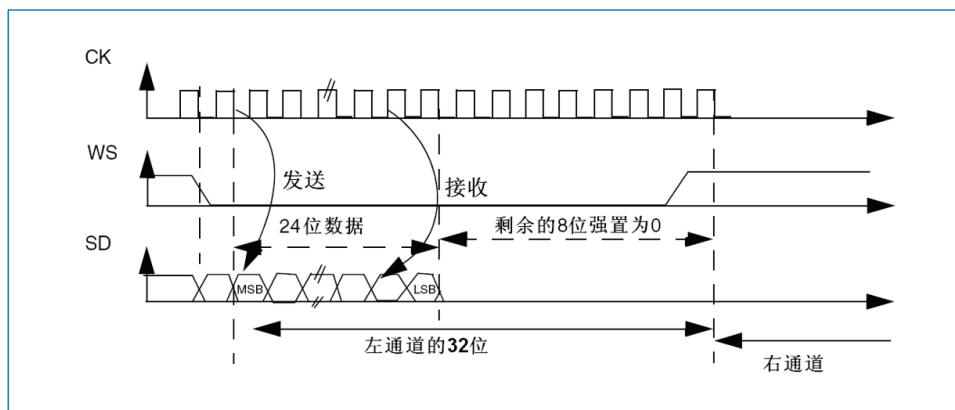 CK
WS
发送
接收
24位数据
剩余的8位强置为0
SD
MSB
LSB
左通道的32位
右通道